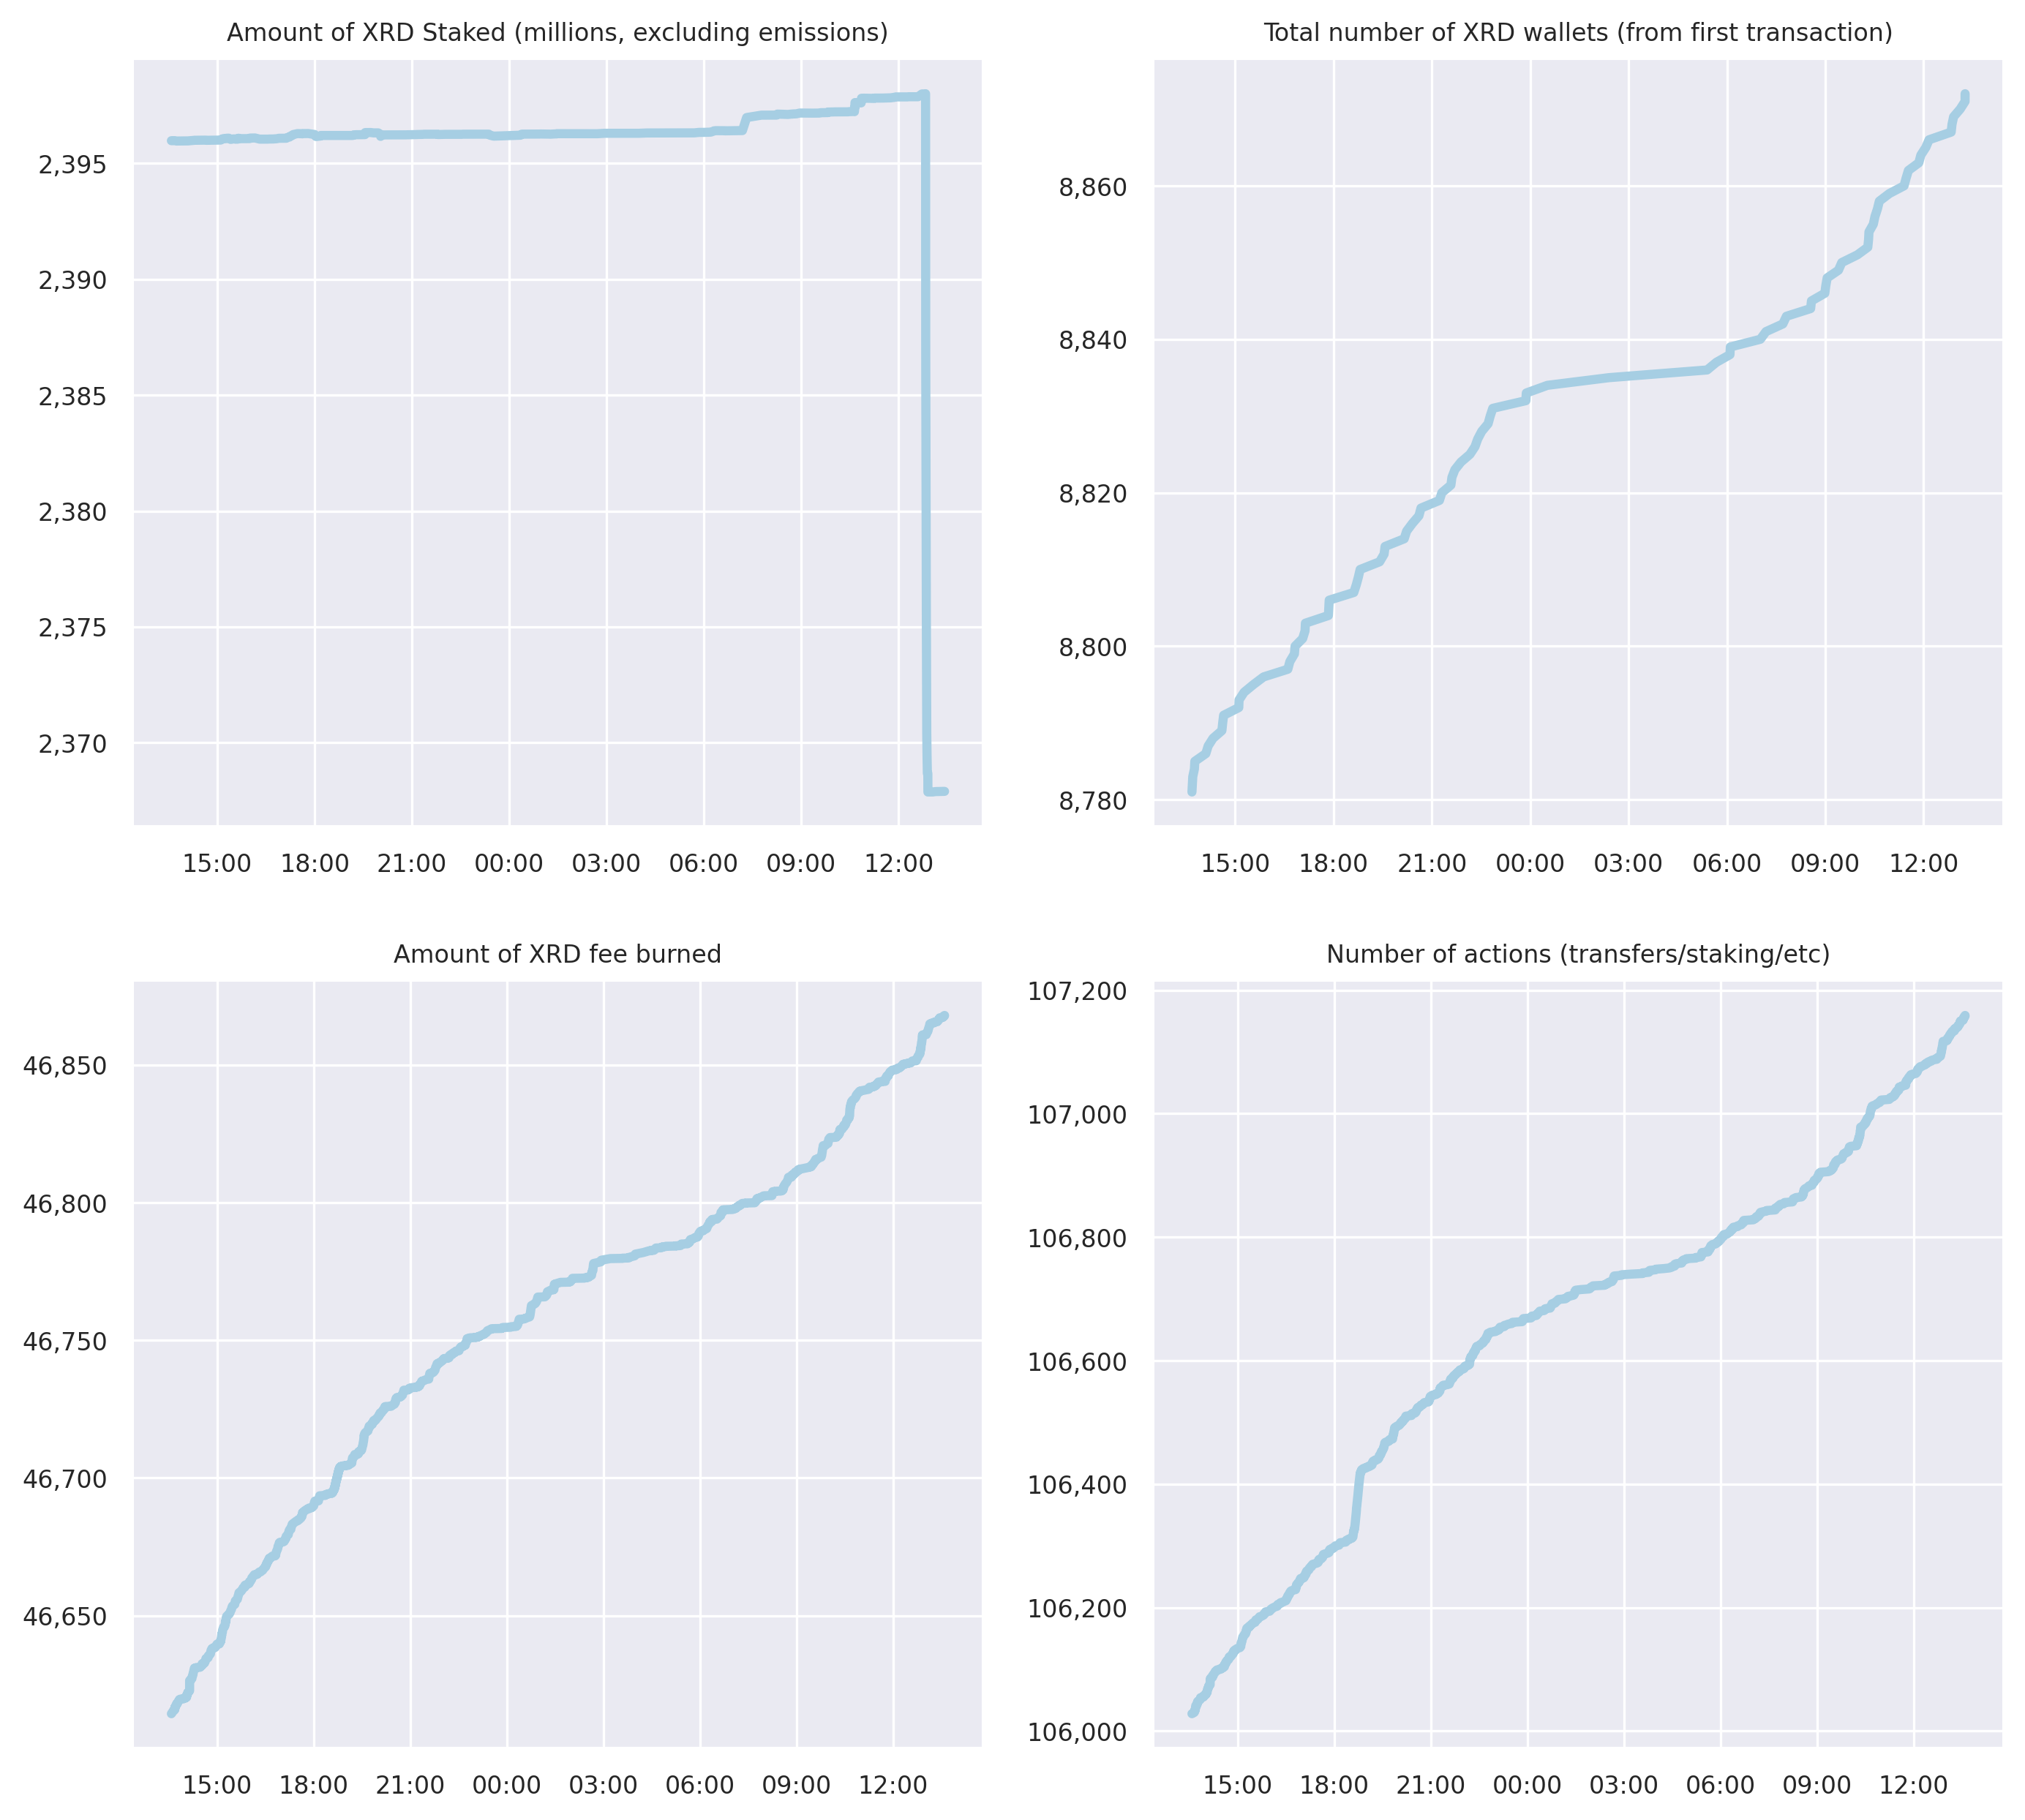 Amount of XRD Staked (millions, excluding emissions)
2,395
2,390
2,385
2,380
2,375
2,370
15:00 18:00 21:00 00:00 03:00 06:00 09:00 12:00
Total number of XRD wallets (from first transaction)
8,860
8,840
8,820
8,800
8,780
15:00 18:00 21:00 00:00 03:00 06:00 09:00 12:00
Amount of XRD fee burned
46,850
46,800
46,750
46,700
46,650
15:00 18:00 21:00 00:00 03:00 06:00 09:00 12:00
Number of actions (transfers/staking/etc)
107,200
107,000
106,800
106,600
106,400
106,200
106,000
15:00 18:00 21:00 00:00 03:00 06:00 09:00 12:00